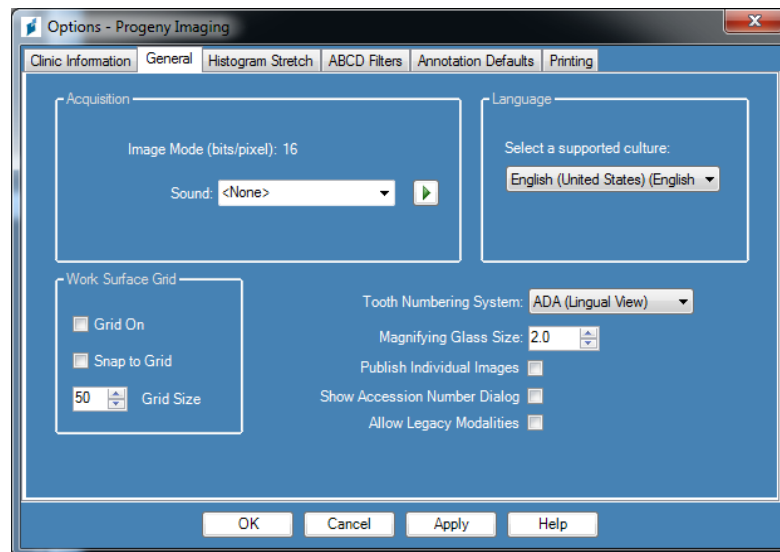 Options - Progeny Imaging
Clinic Information General Histogram Stretch ABCD Filters Annotation Defaults Printing
Acquisition
Image Mode (bits/pixel): 16
Sound: <None>
Language
Select a supported culture:
English (United States) (English
Work Surface Grid
Grid On
Snap to Grid
50 Grid Size
Tooth Numbering System: ADA (Lingual View)
Magnifying Glass Size: 2.0
Publish Individual Images
Show Accession Number Dialog
Allow Legacy Modalities
OK Cancel Apply Help